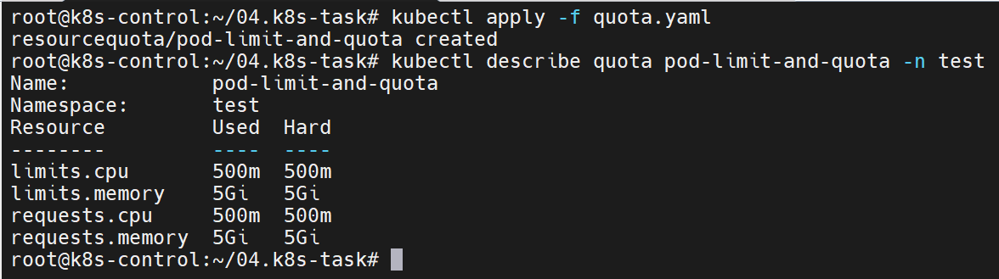 root@k8s-control:~/04.k8s-task# kubectl apply -f quota.yaml
resourcequota/pod-limit-and-quota created
root@k8s-control:~/04.k8s-task# kubectl describe quota pod-limit-and-quota -n test
Name:            pod-limit-and-quota
Namespace:       test
Resource         Used  Hard
--------         ----  ----
limits.cpu       500m  500m
limits.memory    5Gi   5Gi
requests.cpu     500m  500m
requests.memory  5Gi   5Gi
root@k8s-control:~/04.k8s-task#